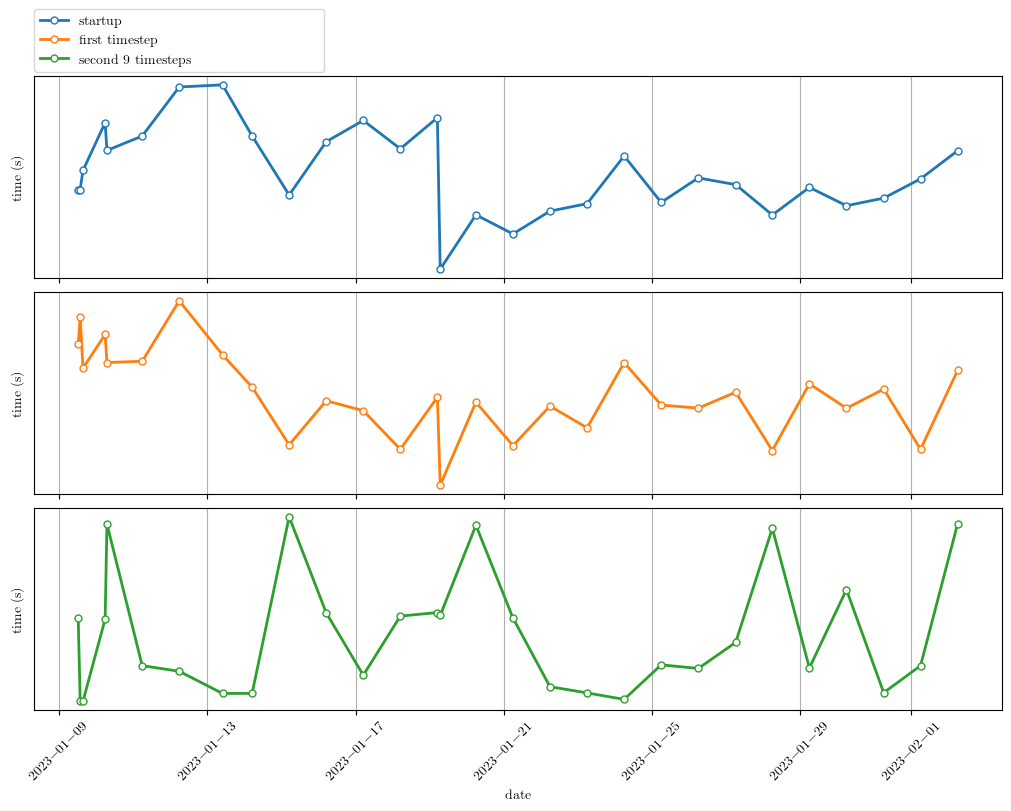 startup
first timestep
second 9 timesteps
time (s)
time (s)
time (s)
2023−01−09
2023−01−13
2023−01−17
2023−01−21
2023−01−25
2023−01−29
2023−02−01
date